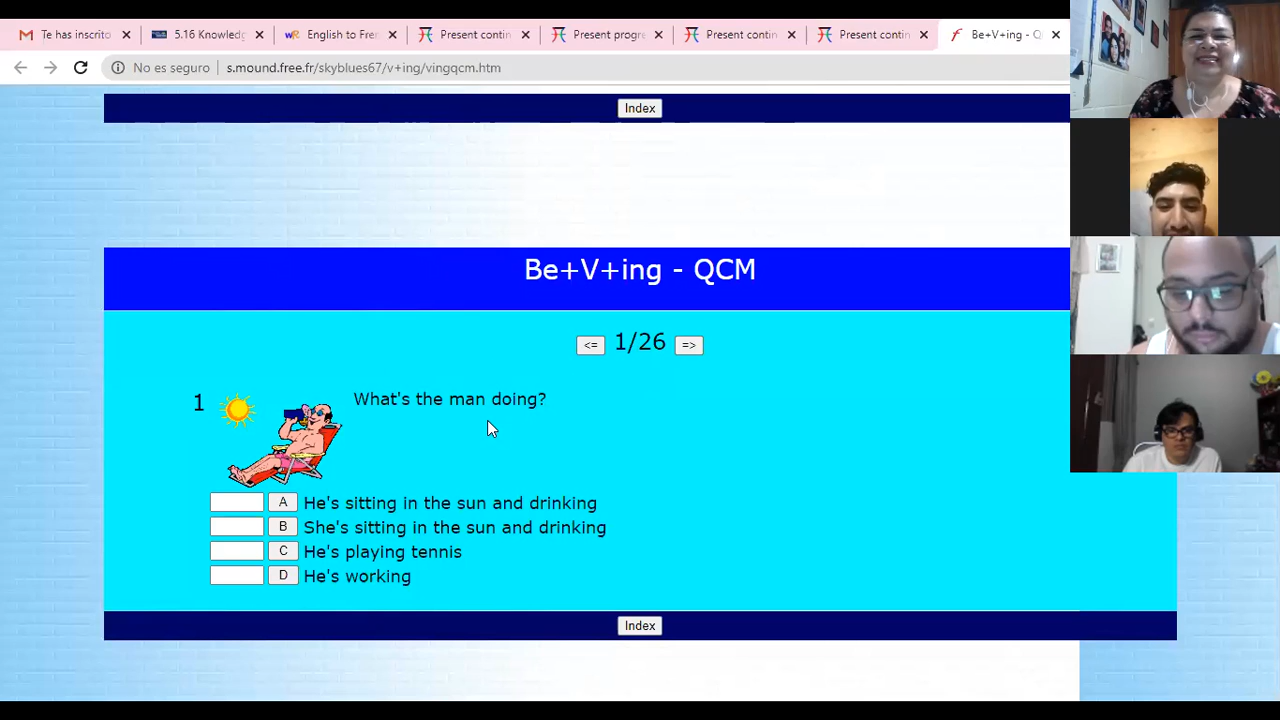 Te has inscrito
5.16 Knowledg
English to Fren
Present contin
Present progre
Present contin
Present contin
Be+V+ing - Q
No es seguro | s.mound.free.fr/skyblues67/v+ing/vingqcm.htm
Index
Be+V+ing - QCM
<= 1/26 =>
1 What's the man doing?
A He's sitting in the sun and drinking
B She's sitting in the sun and drinking
C He's playing tennis
D He's working
Index